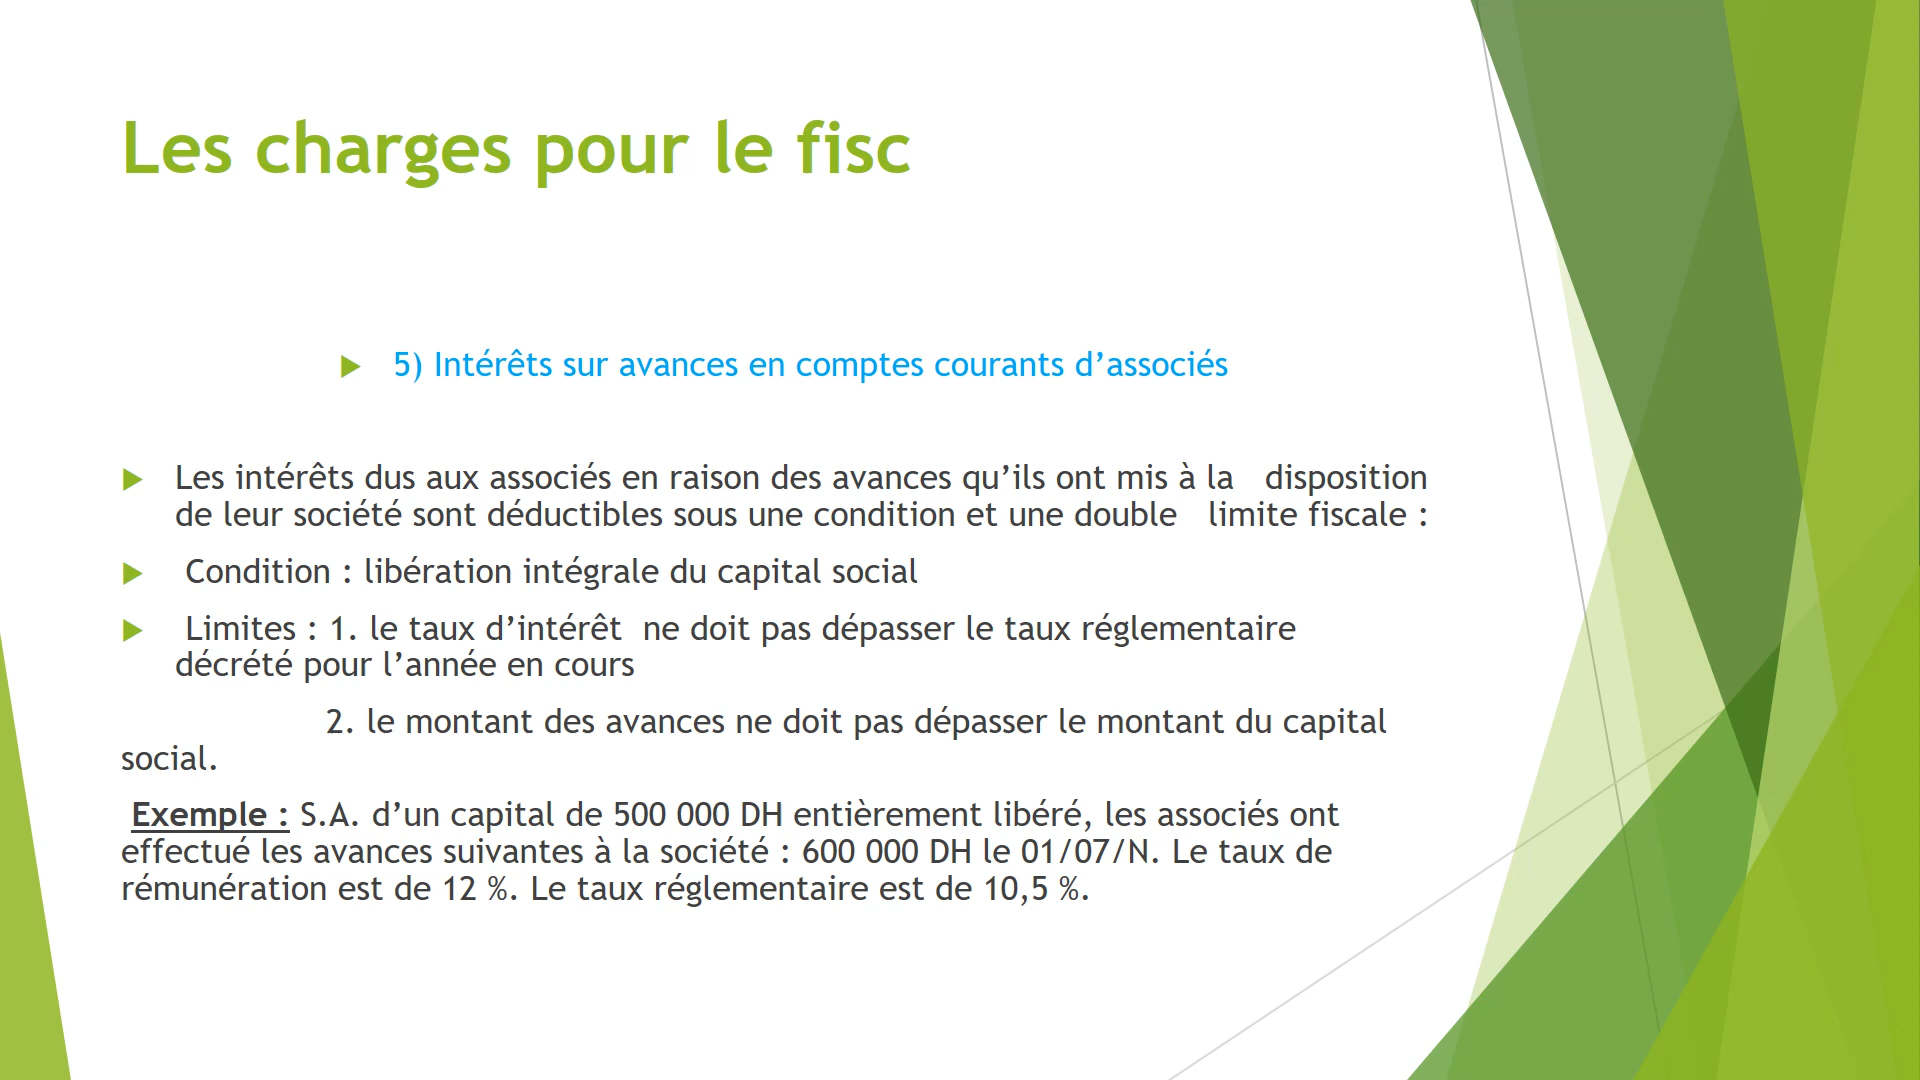 Les charges pour le fisc
5) Intérêts sur avances en comptes courants d’associés
Les intérêts dus aux associés en raison des avances qu’ils ont mis à la disposition
de leur société sont déductibles sous une condition et une double limite fiscale :
Condition : libération intégrale du capital social
Limites : 1. le taux d’intérêt ne doit pas dépasser le taux réglementaire
décrété pour l’année en cours
2. le montant des avances ne doit pas dépasser le montant du capital
social.
Exemple : S.A. d’un capital de 500 000 DH entièrement libéré, les associés ont
effectué les avances suivantes à la société : 600 000 DH le 01/07/N. Le taux de
rémunération est de 12 %. Le taux réglementaire est de 10,5 %.